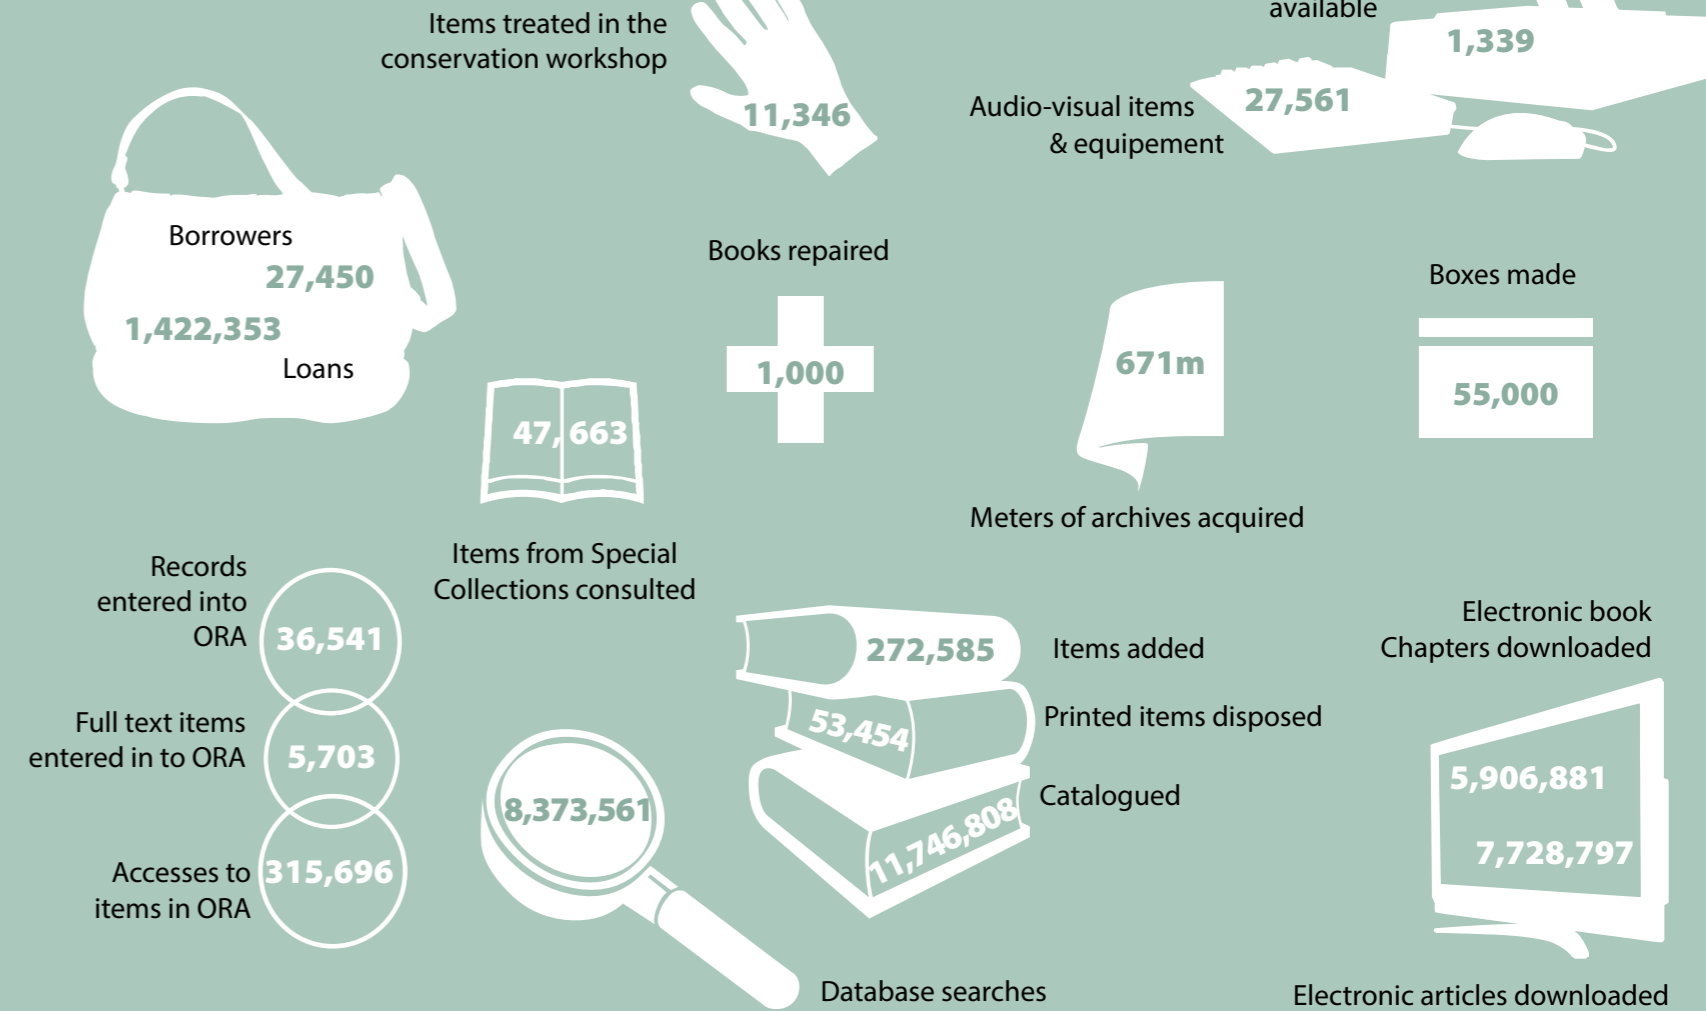 Items treated in the
conservation workshop
11,346
available
1,339
Audio-visual items
& equipement
27,561
Borrowers
27,450
1,422,353
Loans
Books repaired
1,000
671m
Meters of archives acquired
Boxes made
55,000
47, 663
Items from Special
Collections consulted
Records
entered into
ORA
36,541
Full text items
entered in to ORA
5,703
Accesses to
items in ORA
315,696
8,373,561
Database searches
272,585
Items added
53,454
Printed items disposed
11,746,808
Catalogued
Electronic book
Chapters downloaded
5,906,881
7,728,797
Electronic articles downloaded